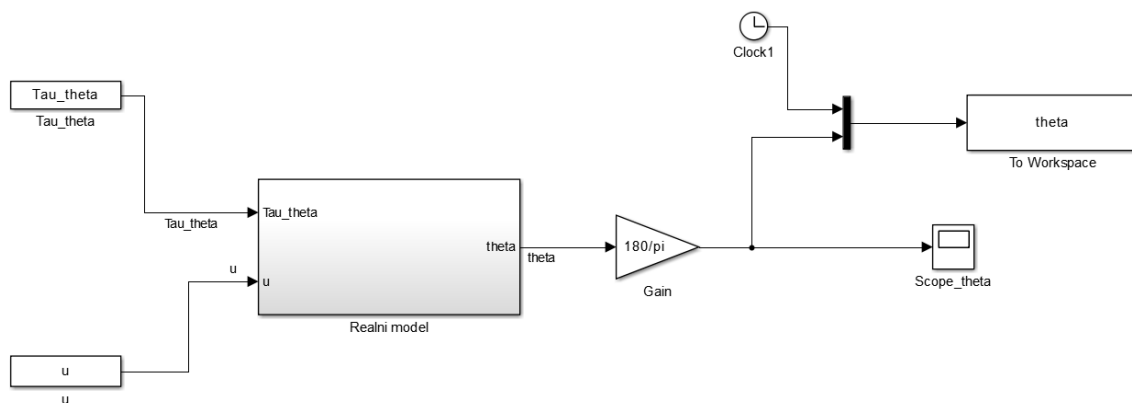 Clock1
Tau_theta
Tau_theta
theta
To Workspace
Tau_theta
Tau_theta
theta
theta
180/pi
Gain
u
u
Scope_theta
Realni model
u
u